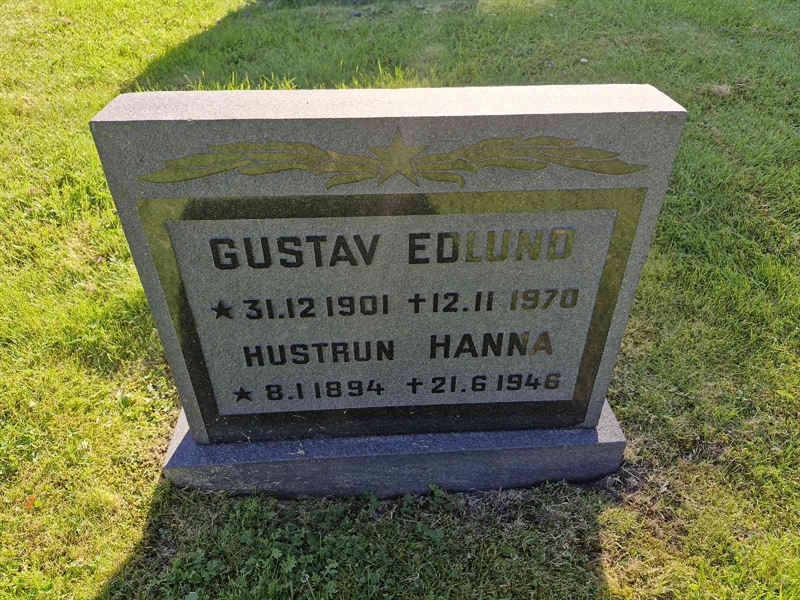 GUSTAV EDLUND
★ 31.12 1901 †12.11 1970
HUSTRUN HANNA
★ 8.1 1894 †21.6 1946